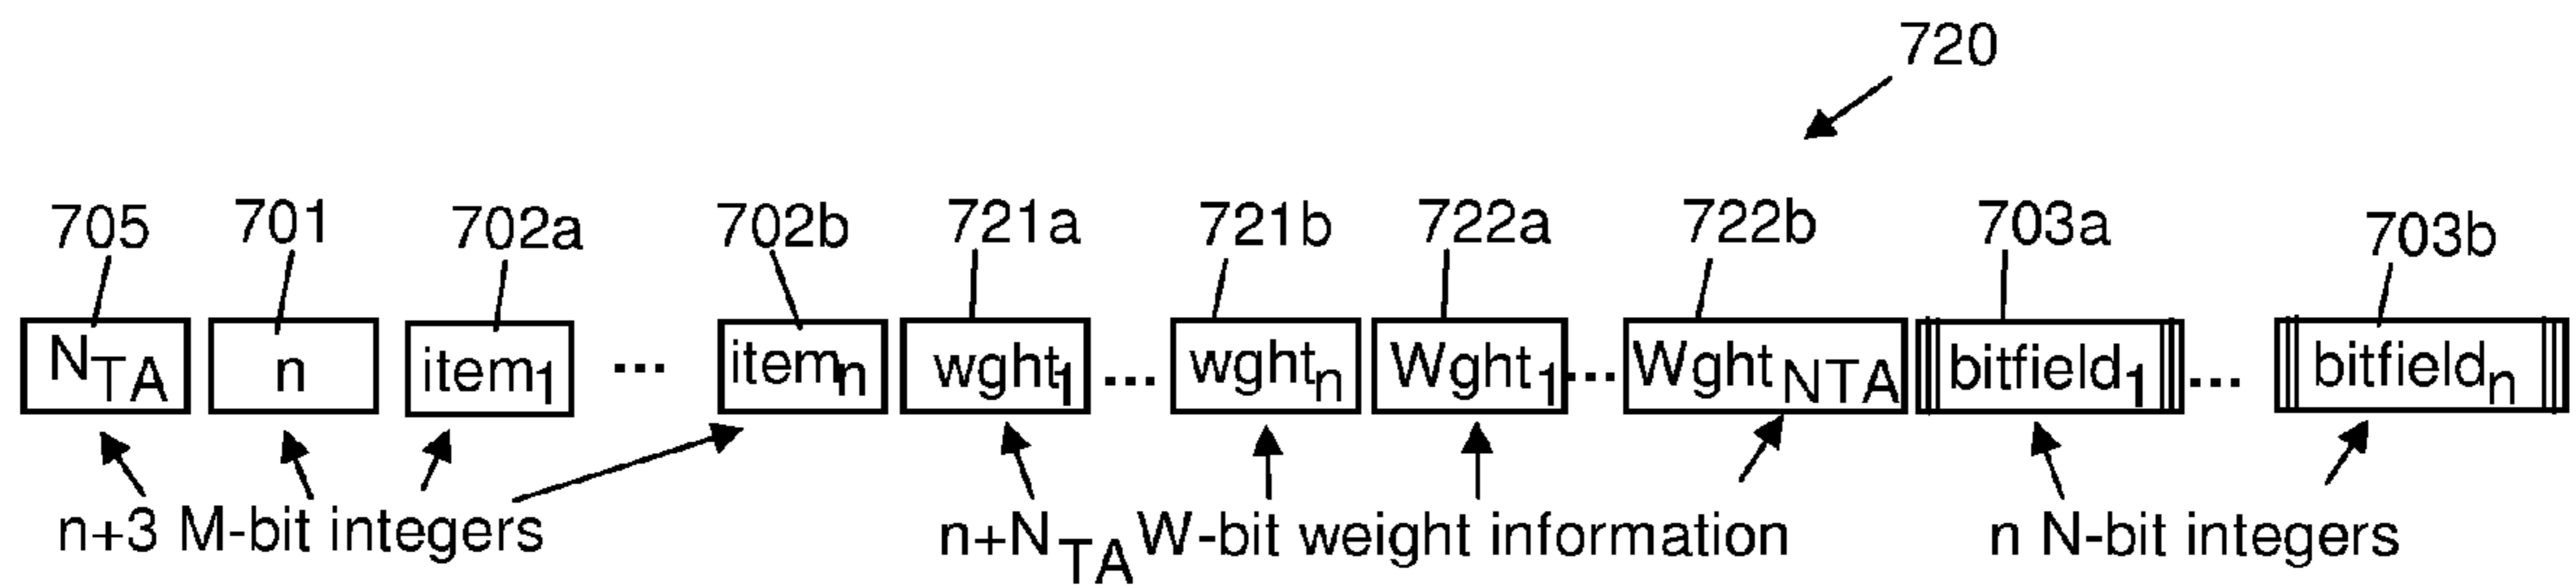 720
705 701 702a 702b 721a 721b 722a 722b 703a 703b
NTA n item1 ... itemn wght1 ... wghtn Wght1 ... WghtNTA bitfield1 ... bitfieldn
n+3 M-bit integers n+NTA W-bit weight information n N-bit integers